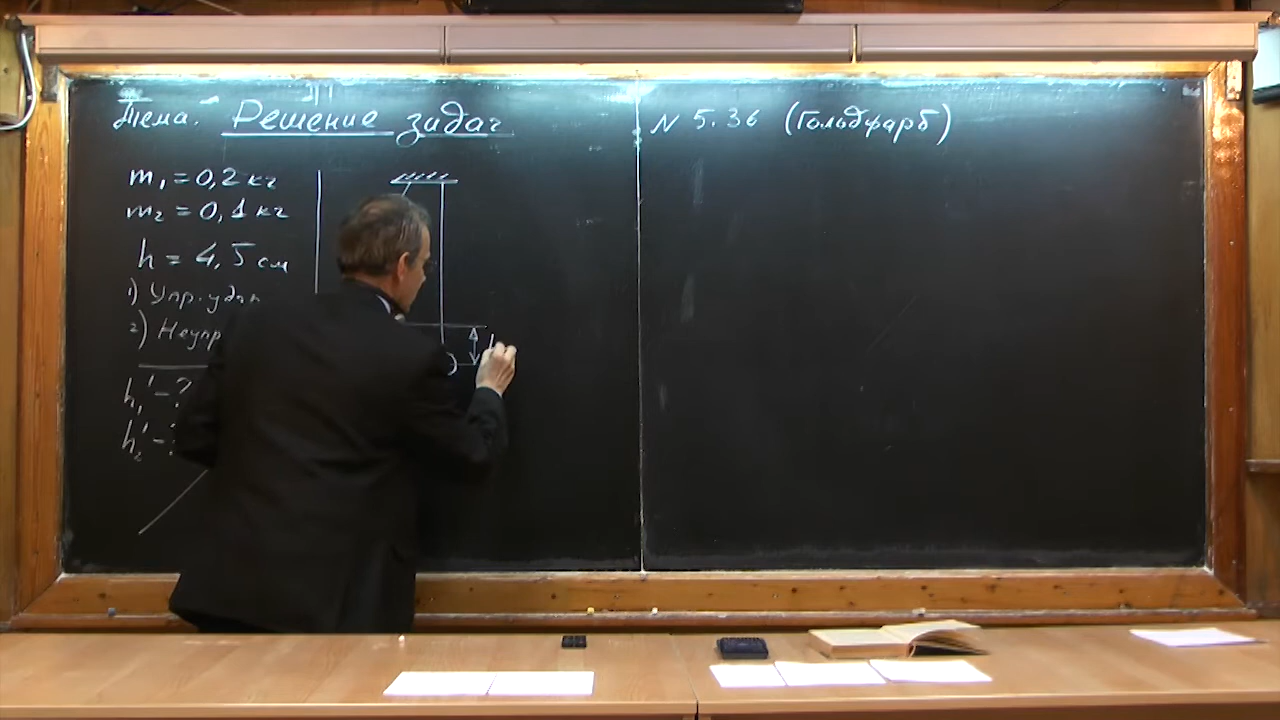 Тема. Решение задач
m₁ = 0,2 кг
m₂ = 0,1 кг
h = 4,5 см
1) Упр. удар
2) Неупр
h₁' - ?
h₂' - ?
N 5.36 (Гольдфарб)